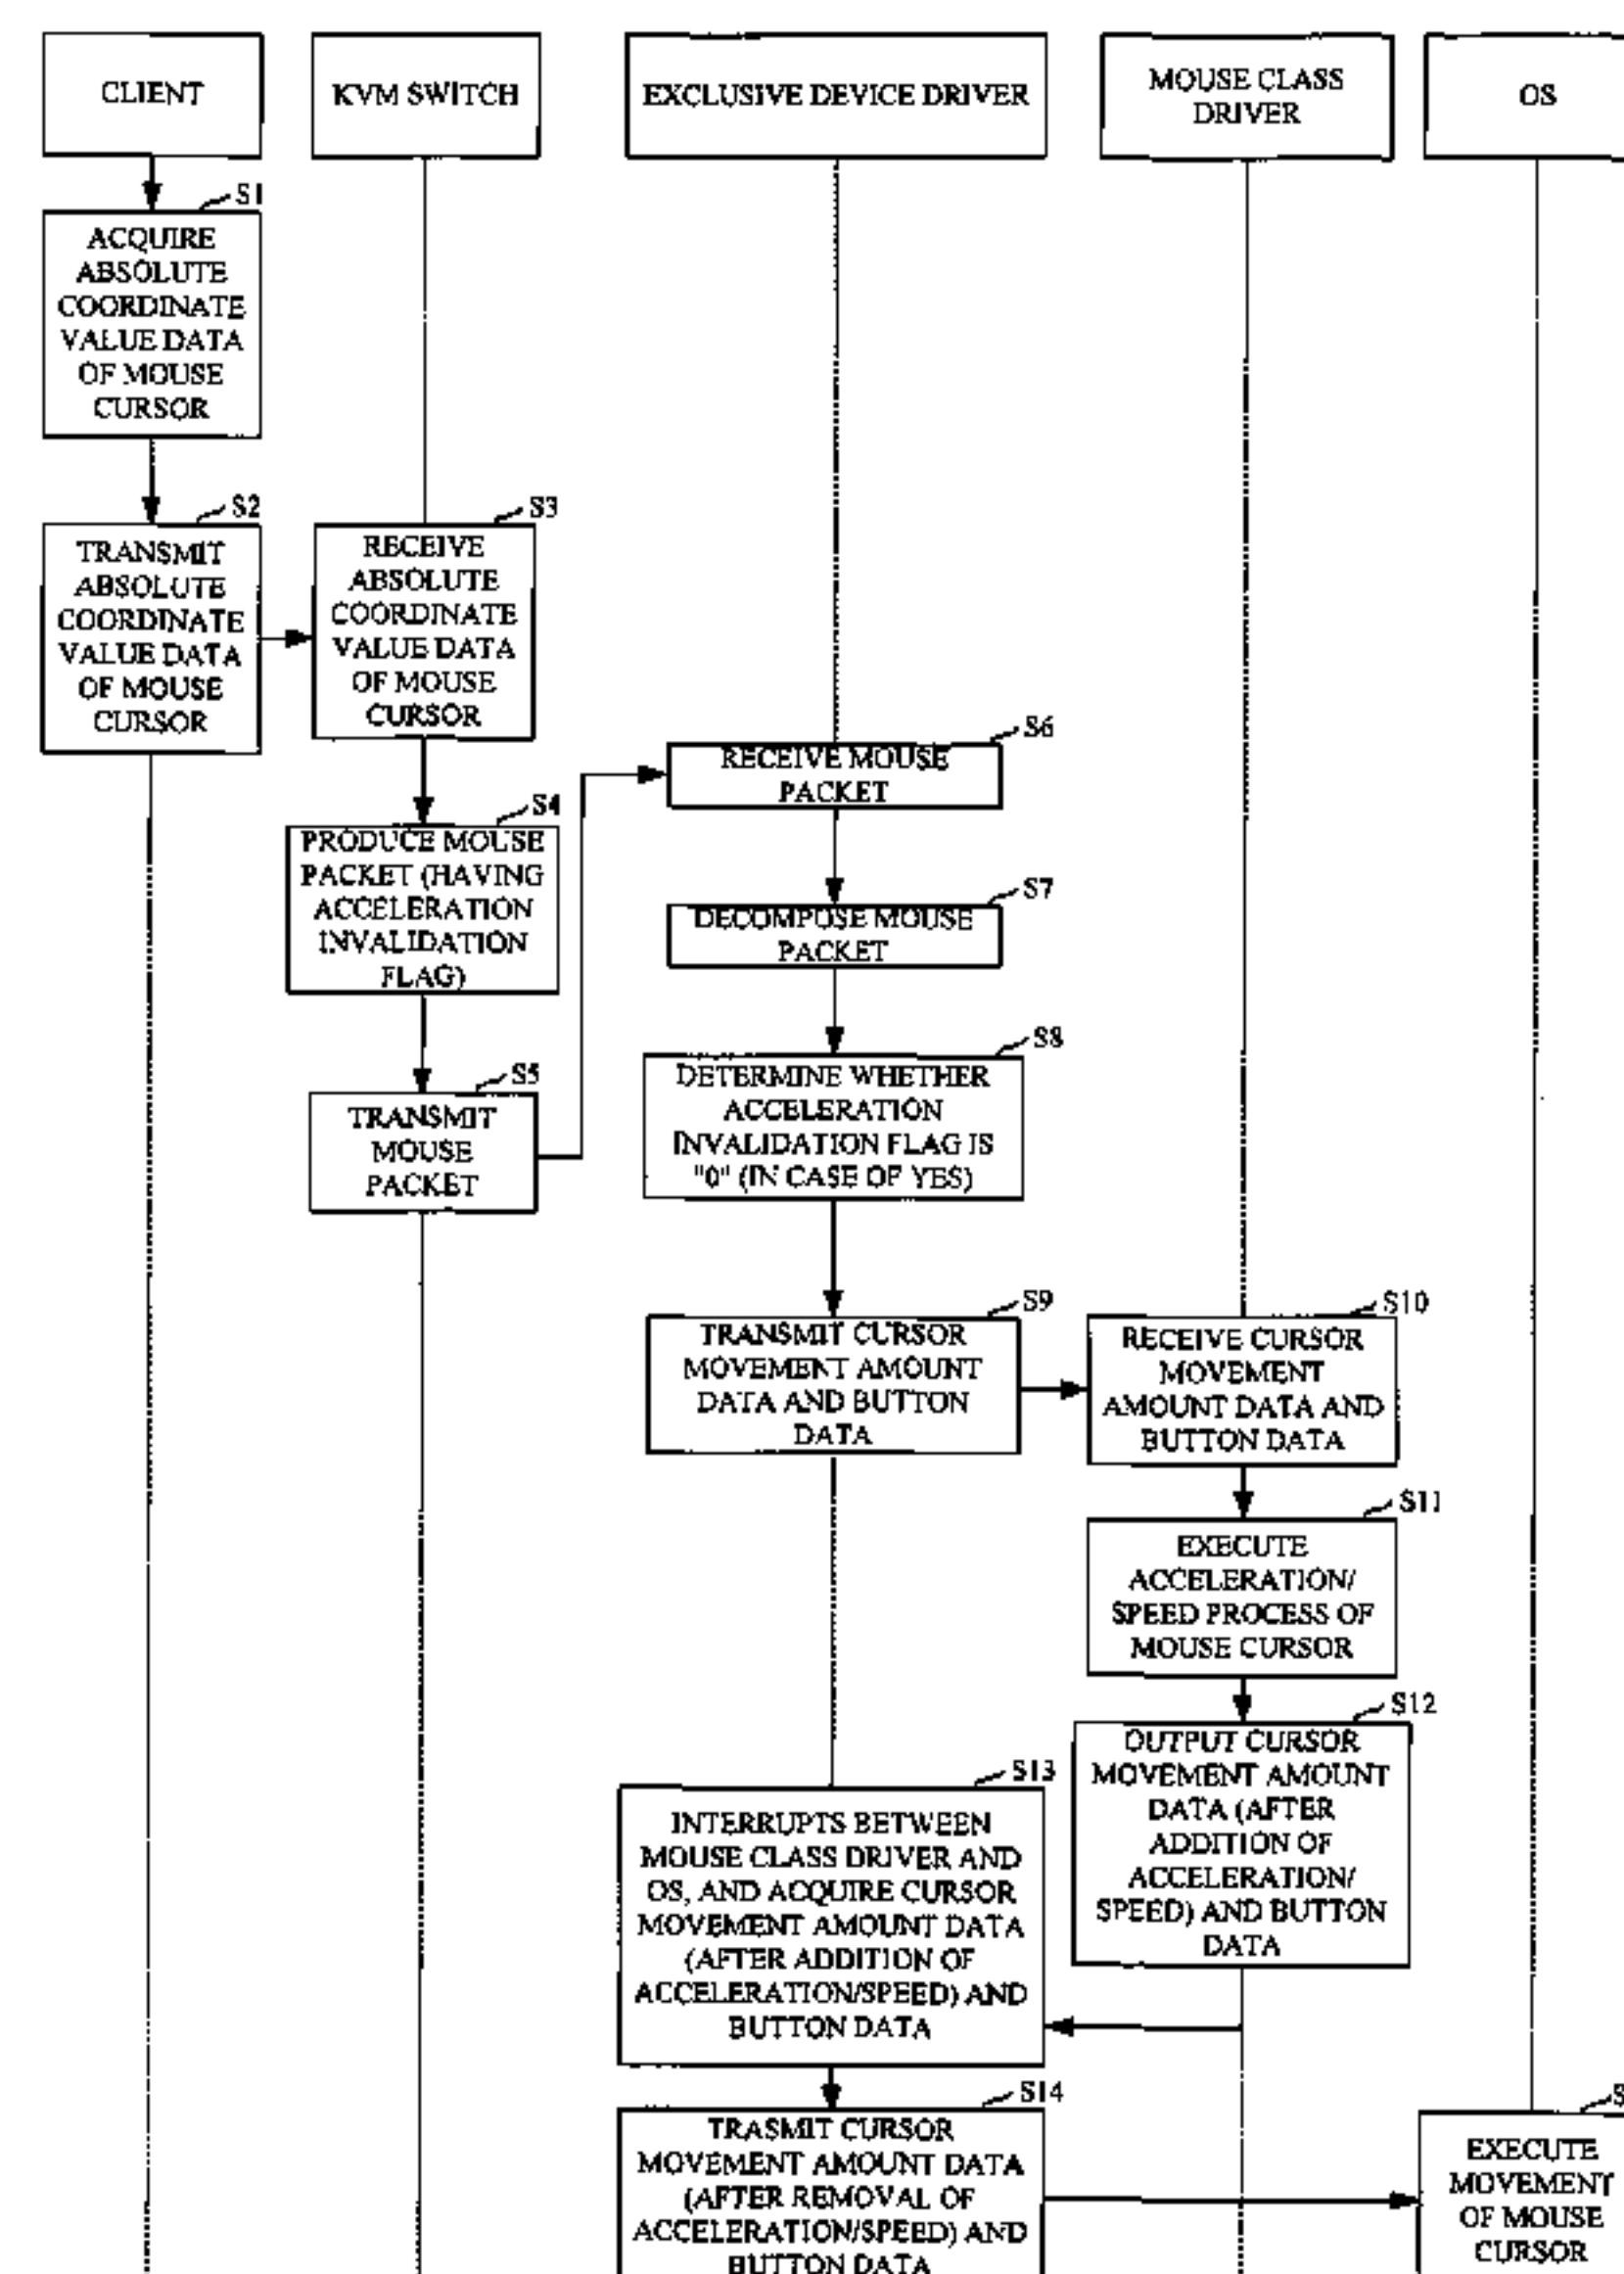 CLIENT
KVM SWITCH
EXCLUSIVE DEVICE DRIVER
MOUSE CLASS
DRIVER
OS
S1
ACQUIRE
ABSOLUTE
COORDINATE
VALUE DATA
OF MOUSE
CURSOR
S2
TRANSMIT
ABSOLUTE
COORDINATE
VALUE DATA
OF MOUSE
CURSOR
S3
RECEIVE
ABSOLUTE
COORDINATE
VALUE DATA
OF MOUSE
CURSOR
S4
PRODUCE MOUSE
PACKET (HAVING
ACCELERATION
INVALIDATION
FLAG)
S5
TRANSMIT
MOUSE
PACKET
S6
RECEIVE MOUSE
PACKET
S7
DECOMPOSE MOUSE
PACKET
S8
DETERMINE WHETHER
ACCELERATION
INVALIDATION FLAG IS
"0" (IN CASE OF YES)
S9
TRANSMIT CURSOR
MOVEMENT AMOUNT
DATA AND BUTTON
DATA
S10
RECEIVE CURSOR
MOVEMENT
AMOUNT DATA AND
BUTTON DATA
S11
EXECUTE
ACCELERATION/
SPEED PROCESS OF
MOUSE CURSOR
S12
OUTPUT CURSOR
MOVEMENT AMOUNT
DATA (AFTER
ADDITION OF
ACCELERATION/
SPEED) AND BUTTON
DATA
S13
INTERRUPTS BETWEEN
MOUSE CLASS DRIVER AND
OS, AND ACQUIRE CURSOR
MOVEMENT AMOUNT DATA
(AFTER ADDITION OF
ACCELERATION/SPEED) AND
BUTTON DATA
S14
TRASMIT CURSOR
MOVEMENT AMOUNT DATA
(AFTER REMOVAL OF
ACCELERATION/SPEED) AND
BUTTON DATA
EXECUTE
MOVEMENT
OF MOUSE
CURSOR